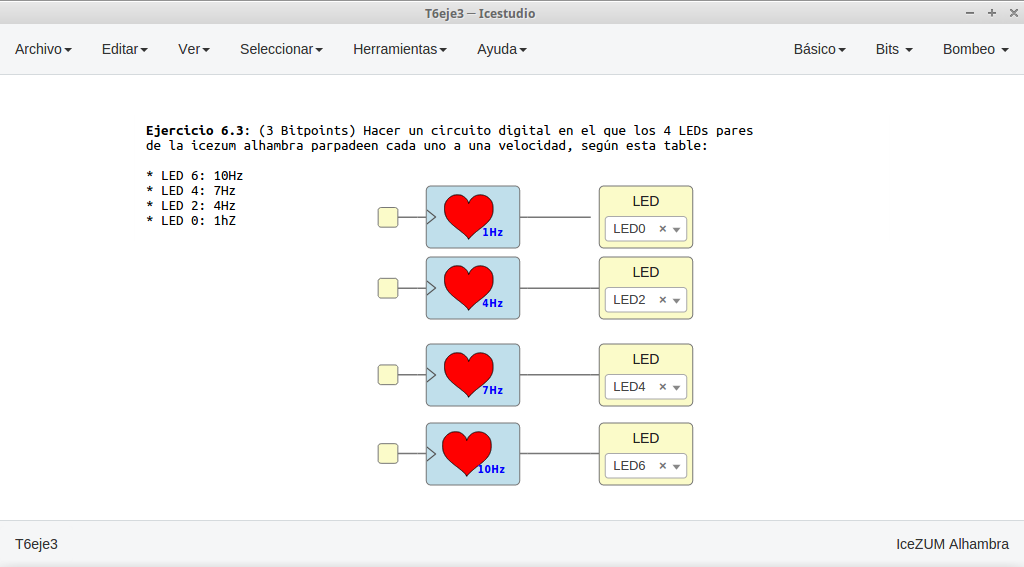 T6eje3 — Icestudio
Archivo Editar Ver Seleccionar Herramientas Ayuda Básico Bits Bombeo
Ejercicio 6.3: (3 Bitpoints) Hacer un circuito digital en el que los 4 LEDs pares
de la icezum alhambra parpadeen cada uno a una velocidad, según esta table:
* LED 6: 10Hz
* LED 4: 7Hz
* LED 2: 4Hz
* LED 0: 1hZ
1Hz
LED
LED0
4Hz
LED
LED2
7Hz
LED
LED4
10Hz
LED
LED6
T6eje3
IceZUM Alhambra